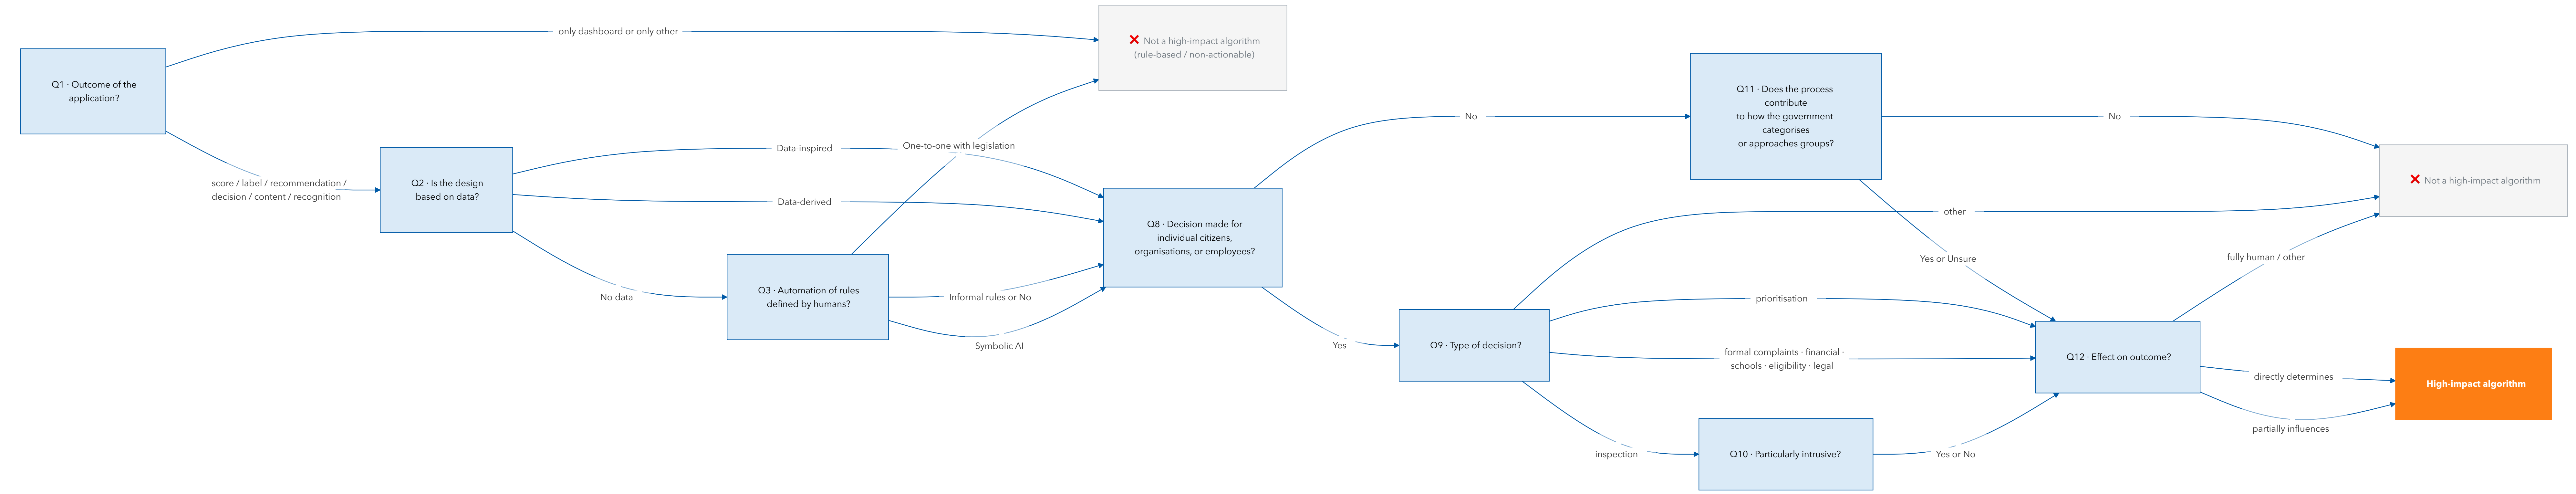 Q1 · Outcome of the
application?
only dashboard or only other
score / label / recommendation /
decision / content / recognition
Q2 · Is the design
based on data?
Data-inspired
Data-derived
No data
Q3 · Automation of rules
defined by humans?
One-to-one with legislation
Informal rules or No
Symbolic AI
❌ Not a high-impact algorithm
(rule-based / non-actionable)
Q8 · Decision made for
individual citizens,
organisations, or employees?
No
Yes
Q11 · Does the process
contribute
to how the government
categorises
or approaches groups?
No
Yes or Unsure
Q9 · Type of decision?
other
prioritisation
formal complaints · financial ·
schools · eligibility · legal
inspection
Q10 · Particularly intrusive?
Yes or No
Q12 · Effect on outcome?
fully human / other
directly determines
partially influences
❌ Not a high-impact algorithm
High-impact algorithm